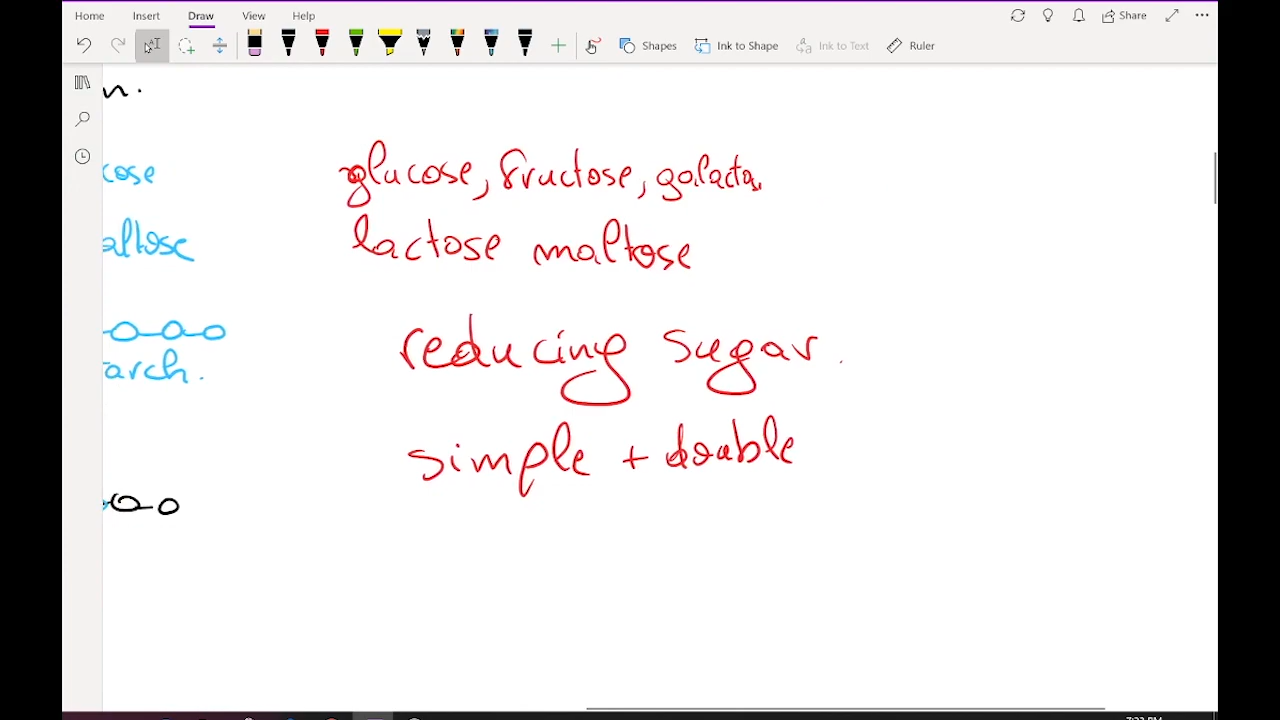 Home Insert Draw View Help Share
Shapes Ink to Shape Ink to Text Ruler
n.
cose glucose, fructose, galacto
altose lactose maltose
reducing sugar.
arch.
simple + double